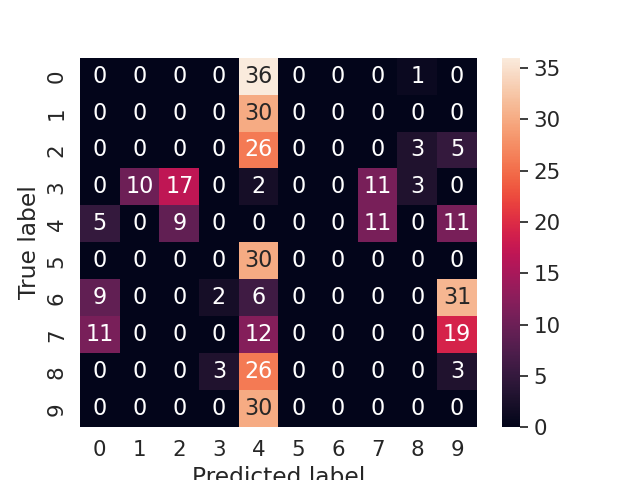 0 0 0 0 0 36 0 0 0 1 0 35
1 0 0 0 0 30 0 0 0 0 0 30
2 0 0 0 0 26 0 0 0 3 5 25
3 0 10 17 0 2 0 0 11 3 0 20
4 5 0 9 0 0 0 0 11 0 11
5 0 0 0 0 30 0 0 0 0 0 15
6 9 0 0 2 6 0 0 0 0 31 10
7 11 0 0 0 12 0 0 0 0 19
8 0 0 0 3 26 0 0 0 0 3 5
9 0 0 0 0 30 0 0 0 0 0 0
0 1 2 3 4 5 6 7 8 9
True label
Predicted label